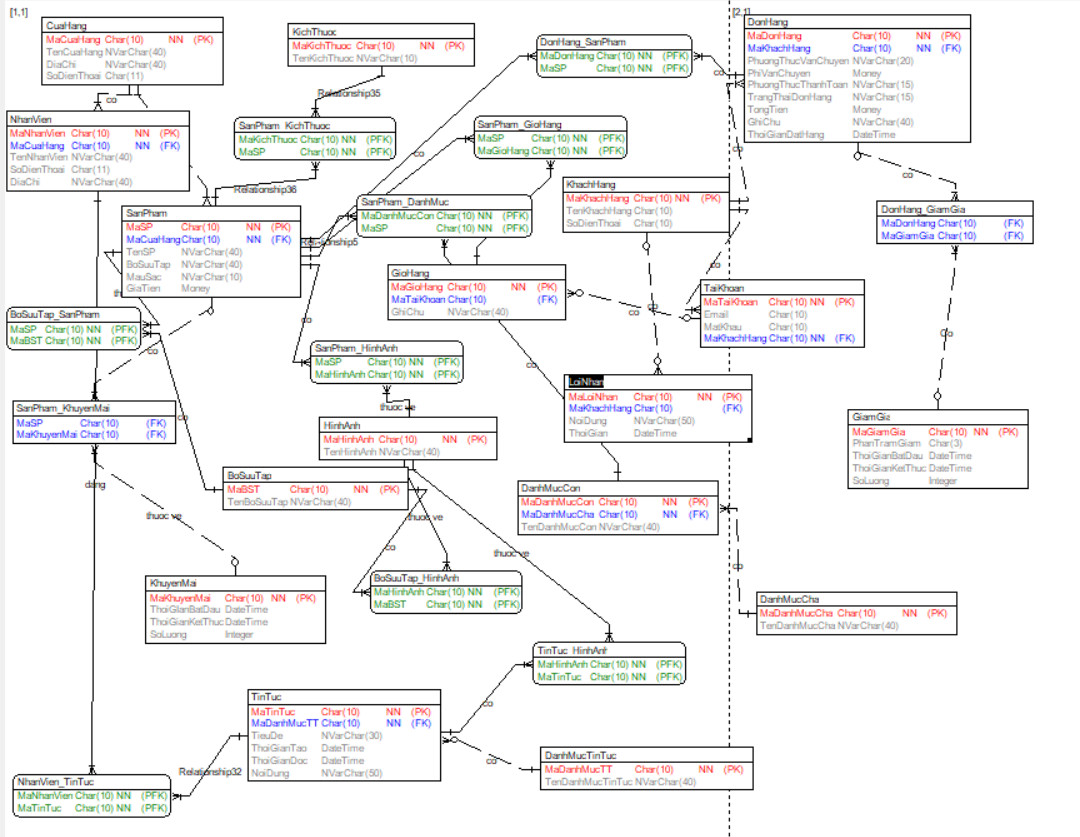 [1,1]
CuaHang
MaCuaHang Char(10) NN (PK)
TenCuaHang NVarChar(40)
DiaChi NVarChar(40)
SoDienThoai Char(11)
co
KichThuoc
MaKichThuoc Char(10) NN (PK)
TenKichThuoc NVarChar(10)
Relationship35
DonHang_SanPham
MaDonHang Char(10) NN (PFK)
MaSP Char(10) NN (PFK)
co
[2,1]
DonHang
MaDonHang Char(10) NN (PK)
MaKhachHang Char(10) NN (FK)
PhuongThucVanChuyen NVarChar(20)
PhiVanChuyen Money
PhuongThucThanhToan NVarChar(15)
TrangThaiDonHang NVarChar(15)
TongTien Money
GhiChu NVarChar(40)
ThoiGianDatHang DateTime
NhanVien
MaNhanVien Char(10) NN (PK)
MaCuaHang Char(10) NN (FK)
TenNhanVien NVarChar(40)
SoDienThoai Char(11)
DiaChi NVarChar(40)
SanPham_KichThuoc
MaKichThuoc Char(10) NN (PFK)
MaSP Char(10) NN (PFK)
Relationship36
SanPham_GioHang
MaSP Char(10) NN (PFK)
MaGioHang Char(10) NN (PFK)
co
co
co
SanPham
MaSP Char(10) NN (PK)
MaCuaHang Char(10) NN (FK)
TenSP NVarChar(40)
BoSuuTap NVarChar(40)
MauSac NVarChar(10)
GiaTien Money
SanPham_DanhMuc
MaDanhMucCon Char(10) NN (PFK)
MaSP Char(10) NN (PFK)
KhachHang
MaKhachHang Char(10) NN (PK)
TenKhachHang Char(10)
SoDienThoai Char(10)
co
DonHang_GiamGia
MaDonHang Char(10) (FK)
MaGiamGia Char(10) (FK)
GioHang
MaGioHang Char(10) NN (PK)
MaTaiKhoan Char(10) (FK)
GhiChu NVarChar(40)
co
co
TaiKhoan
MaTaiKhoan Char(10) NN (PK)
Email Char(10)
MatKhau Char(10)
MaKhachHang Char(10) NN (FK)
BoSuuTap_SanPham
MaSP Char(10) NN (PFK)
MaBST Char(10) NN (PFK)
co
co
Co
SanPham_HinhAnh
MaSP Char(10) NN (PFK)
MaHinhAnh Char(10) NN (PFK)
thuoc ve
co
LoiNhan
MaLoiNhan Char(10) NN (PK)
MaKhachHang Char(10) (FK)
NoiDung NVarChar(50)
ThoiGian DateTime
SanPham_KhuyenMai
MaSP Char(10) (FK)
MaKhuyenMai Char(10) (FK)
co
HinhAnh
MaHinhAnh Char(10) NN (PK)
TenHinhAnh NVarChar(40)
GiamGia
MaGiamGia Char(10) NN (PK)
PhanTramGiam Char(3)
ThoiGianBatDau DateTime
ThoiGianKetThuc DateTime
SoLuong Integer
dang
BoSuuTap
MaBST Char(10) NN (PK)
TenBoSuuTap NVarChar(40)
DanhMucCon
MaDanhMucCon Char(10) NN (PK)
MaDanhMucCha Char(10) NN (FK)
TenDanhMucCon NVarChar(40)
thuoc ve
thuoc ve
co
thuoc ve
co
KhuyenMai
MaKhuyenMai Char(10) NN (PK)
ThoiGianBatDau DateTime
ThoiGianKetThuc DateTime
SoLuong Integer
BoSuuTap_HinhAnh
MaHinhAnh Char(10) NN (PFK)
MaBST Char(10) NN (PFK)
DanhMucCha
MaDanhMucCha Char(10) NN (PK)
TenDanhMucCha NVarChar(40)
TinTuc_HinhAnh
MaHinhAnh Char(10) NN (PFK)
MaTinTuc Char(10) NN (PFK)
co
TinTuc
MaTinTuc Char(10) NN (PK)
MaDanhMucTT Char(10) NN (FK)
TieuDe NVarChar(30)
ThoiGianTao DateTime
ThoiGianDoc DateTime
NoiDung NVarChar(50)
co
DanhMucTinTuc
MaDanhMucTT Char(10) NN (PK)
TenDanhMucTinTuc NVarChar(40)
Relationship32
NhanVien_TinTuc
MaNhanVien Char(10) NN (PFK)
MaTinTuc Char(10) NN (PFK)